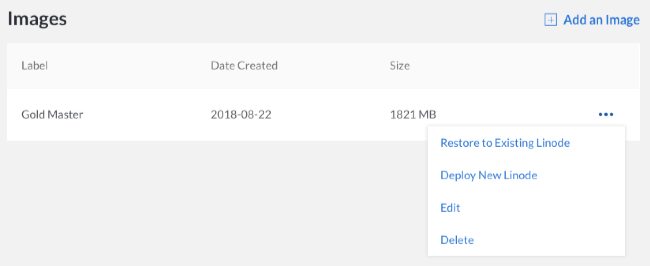 Images
Add an Image
Label Date Created Size
Gold Master 2018-08-22 1821 MB
Restore to Existing Linode
Deploy New Linode
Edit
Delete